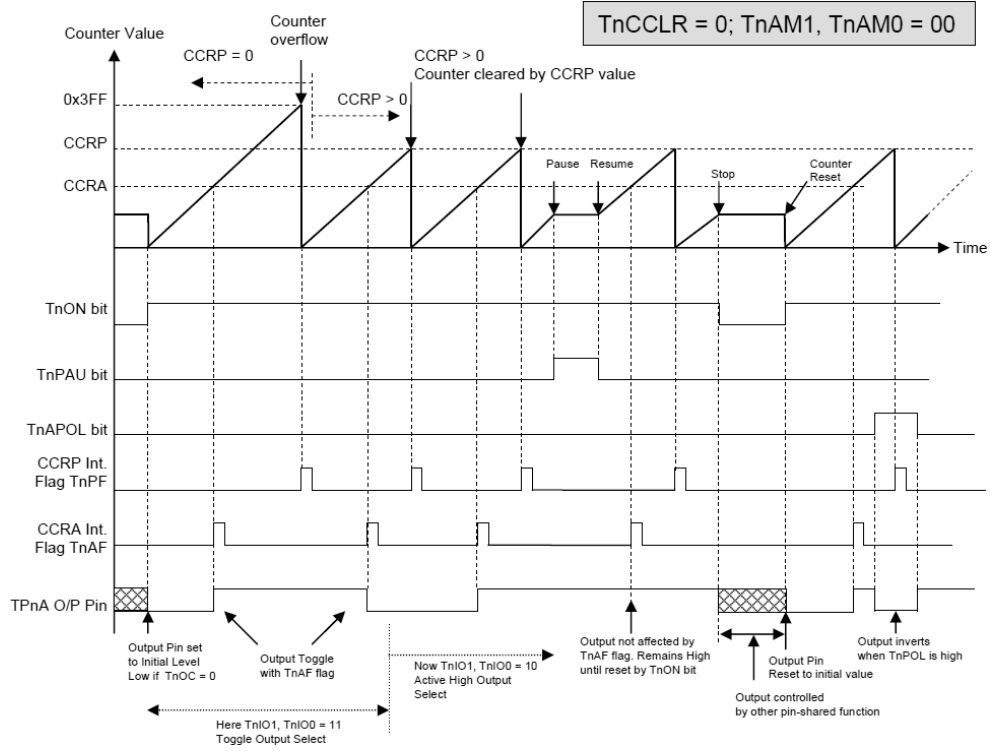 TnCCLR = 0; TnAM1, TnAM0 = 00
Counter Value
Counter
overflow
CCRP = 0
CCRP > 0
CCRP > 0
Counter cleared by CCRP value
0x3FF
CCRP
CCRA
Pause
Resume
Stop
Counter
Reset
Time
TnON bit
TnPAU bit
TnAPOL bit
CCRP Int.
Flag TnPF
CCRA Int.
Flag TnAF
TPnA O/P Pin
Output Pin set
to Initial Level
Low if TnOC = 0
Output Toggle
with TnAF flag
Now TnIO1, TnIO0 = 10
Active High Output
Select
Output not affected by
TnAF flag. Remains High
until reset by TnON bit
Output Pin
Reset to initial value
Output inverts
when TnPOL is high
Output controlled
by other pin-shared function
Here TnIO1, TnIO0 = 11
Toggle Output Select